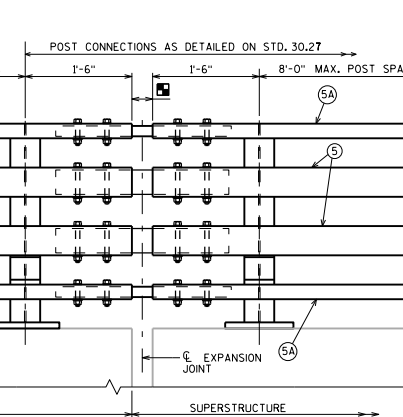 POST CONNECTIONS AS DETAILED ON STD. 30.27
1'-6" 1'-6" 8'-0" MAX. POST SPA
5A
5
5A
℄ EXPANSION
JOINT
SUPERSTRUCTURE